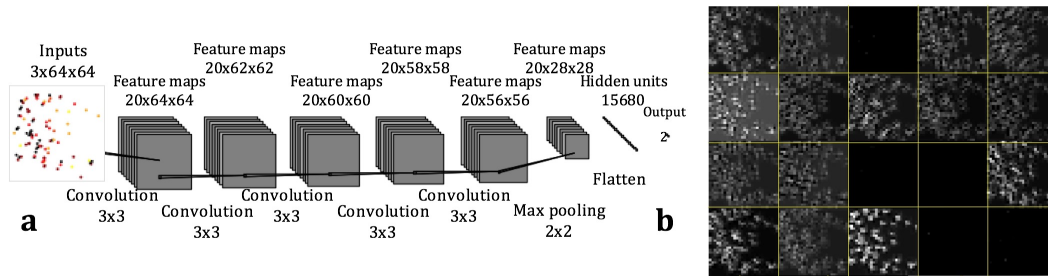 Inputs
3x64x64
Feature maps
20x64x64
Feature maps
20x62x62
Feature maps
20x60x60
Feature maps
20x58x58
Feature maps
20x56x56
Feature maps
20x28x28
Hidden units
15680
Output
2
Convolution
3x3
Convolution
3x3
Convolution
3x3
Convolution
3x3
Convolution
3x3
Max pooling
2x2
Flatten
a
b